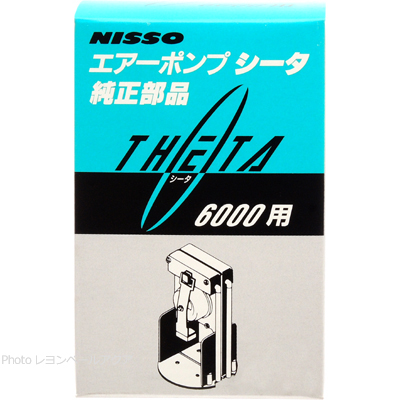 NISSO
エアーポンプ シータ
純正部品
THETA
シータ
6000用
Photo レヨンベ